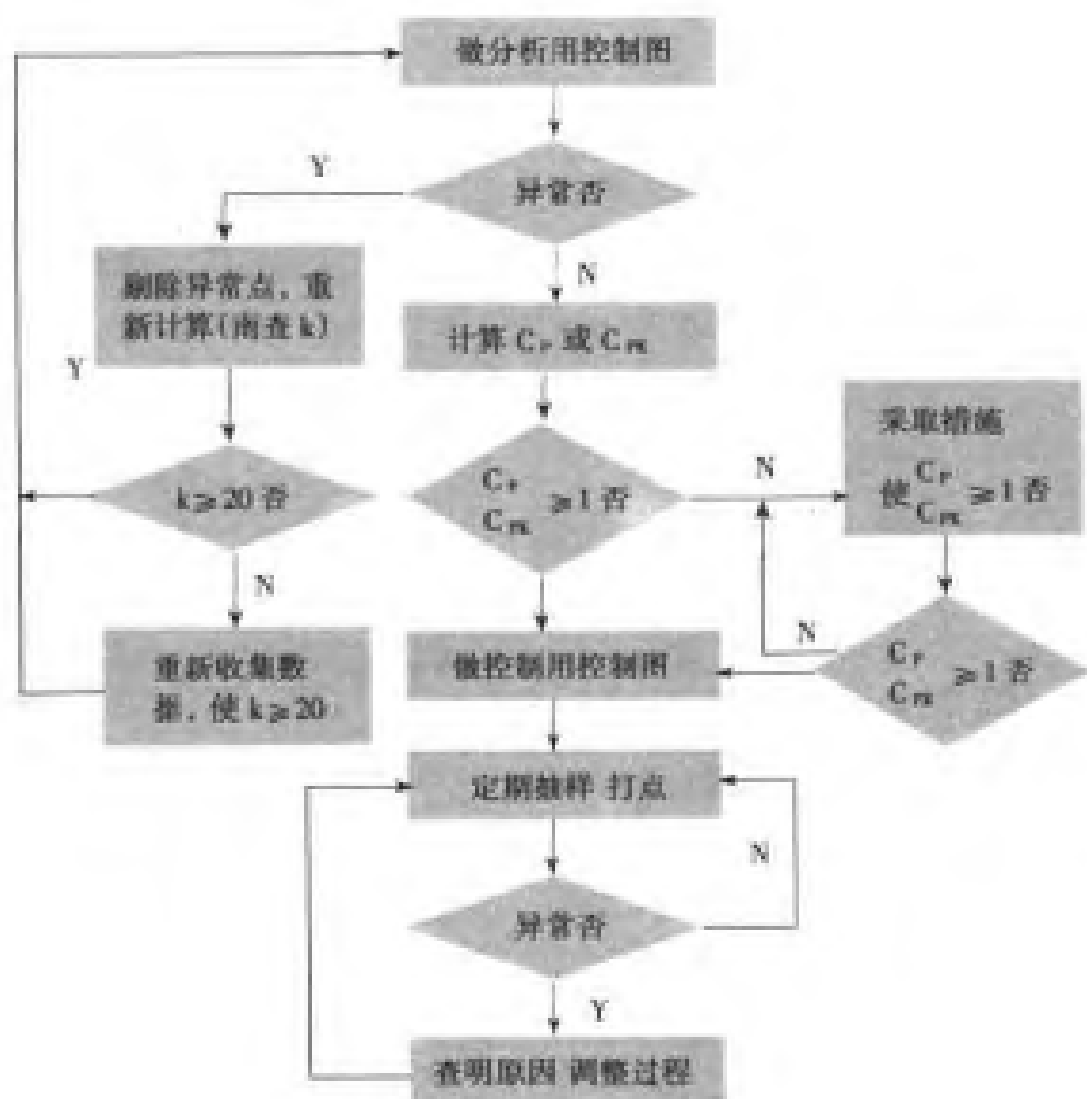 做分析用控制图
异常否
Y
N
剔除异常点，重
新计算(南查k)
计算 CP 或 CPK
Y
k≥20 否
CP
CPK
≥1 否
N
采取措施
使 CP
CPK
≥1 否
N
重新收集数
据，使 k≥20
做控制用控制图
N
CP
CPK
≥1 否
定期抽样 打点
N
异常否
Y
查明原因 调整过程